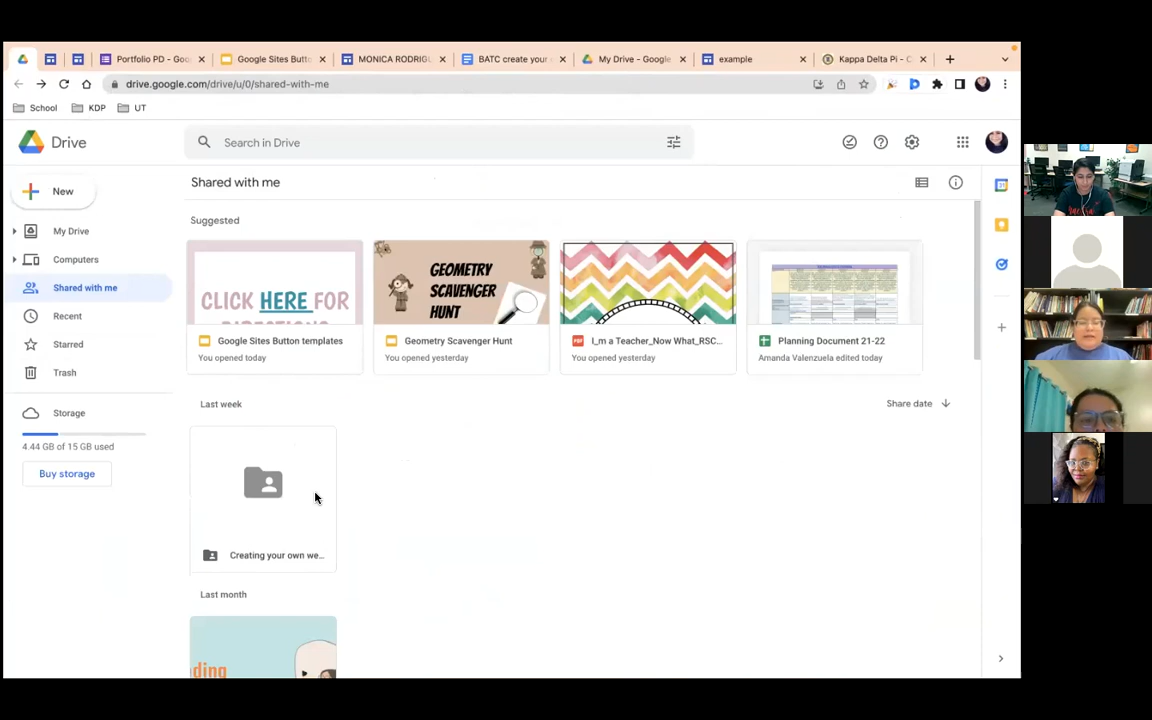 Portfolio PD - Goo
Google Sites Butto
MONICA RODRIGU
BATC create your
My Drive - Google
example
Kappa Delta Pi - C
drive.google.com/drive/u/0/shared-with-me
School
KDP
UT
Drive
Search in Drive
New
My Drive
Computers
Shared with me
Recent
Starred
Trash
Storage
4.44 GB of 15 GB used
Buy storage
Shared with me
Suggested
CLICK HERE FOR
DIRECTIONS
Google Sites Button templates
You opened today
GEOMETRY
SCAVENGER
HUNT
Geometry Scavenger Hunt
You opened yesterday
I_m a Teacher_Now What_RSC...
You opened yesterday
Planning Document 21-22
Amanda Valenzuela edited today
Last week
Share date
Creating your own we...
Last month
ding